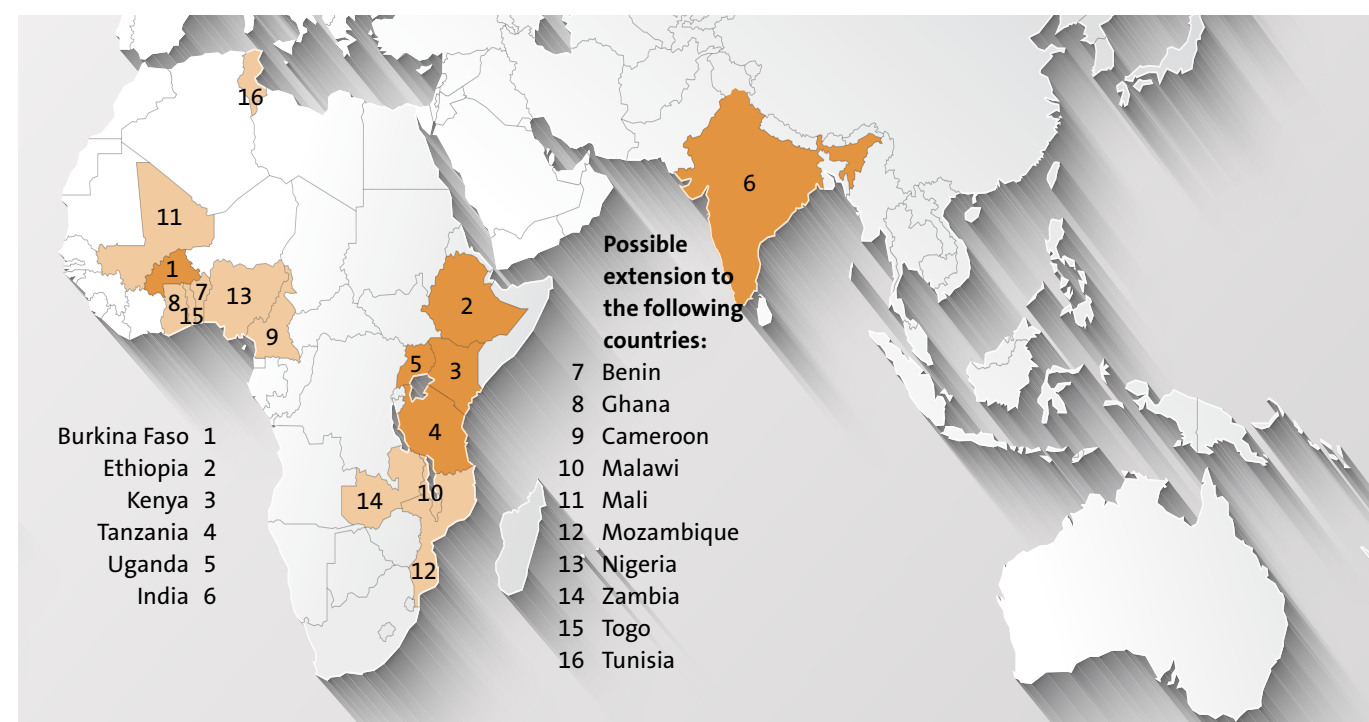 16
11
1
7
8
15
13
9
2
5
3
4
14
10
12
6
Burkina Faso 1
Ethiopia 2
Kenya 3
Tanzania 4
Uganda 5
India 6
Possible
extension to
the following
countries:
7 Benin
8 Ghana
9 Cameroon
10 Malawi
11 Mali
12 Mozambique
13 Nigeria
14 Zambia
15 Togo
16 Tunisia